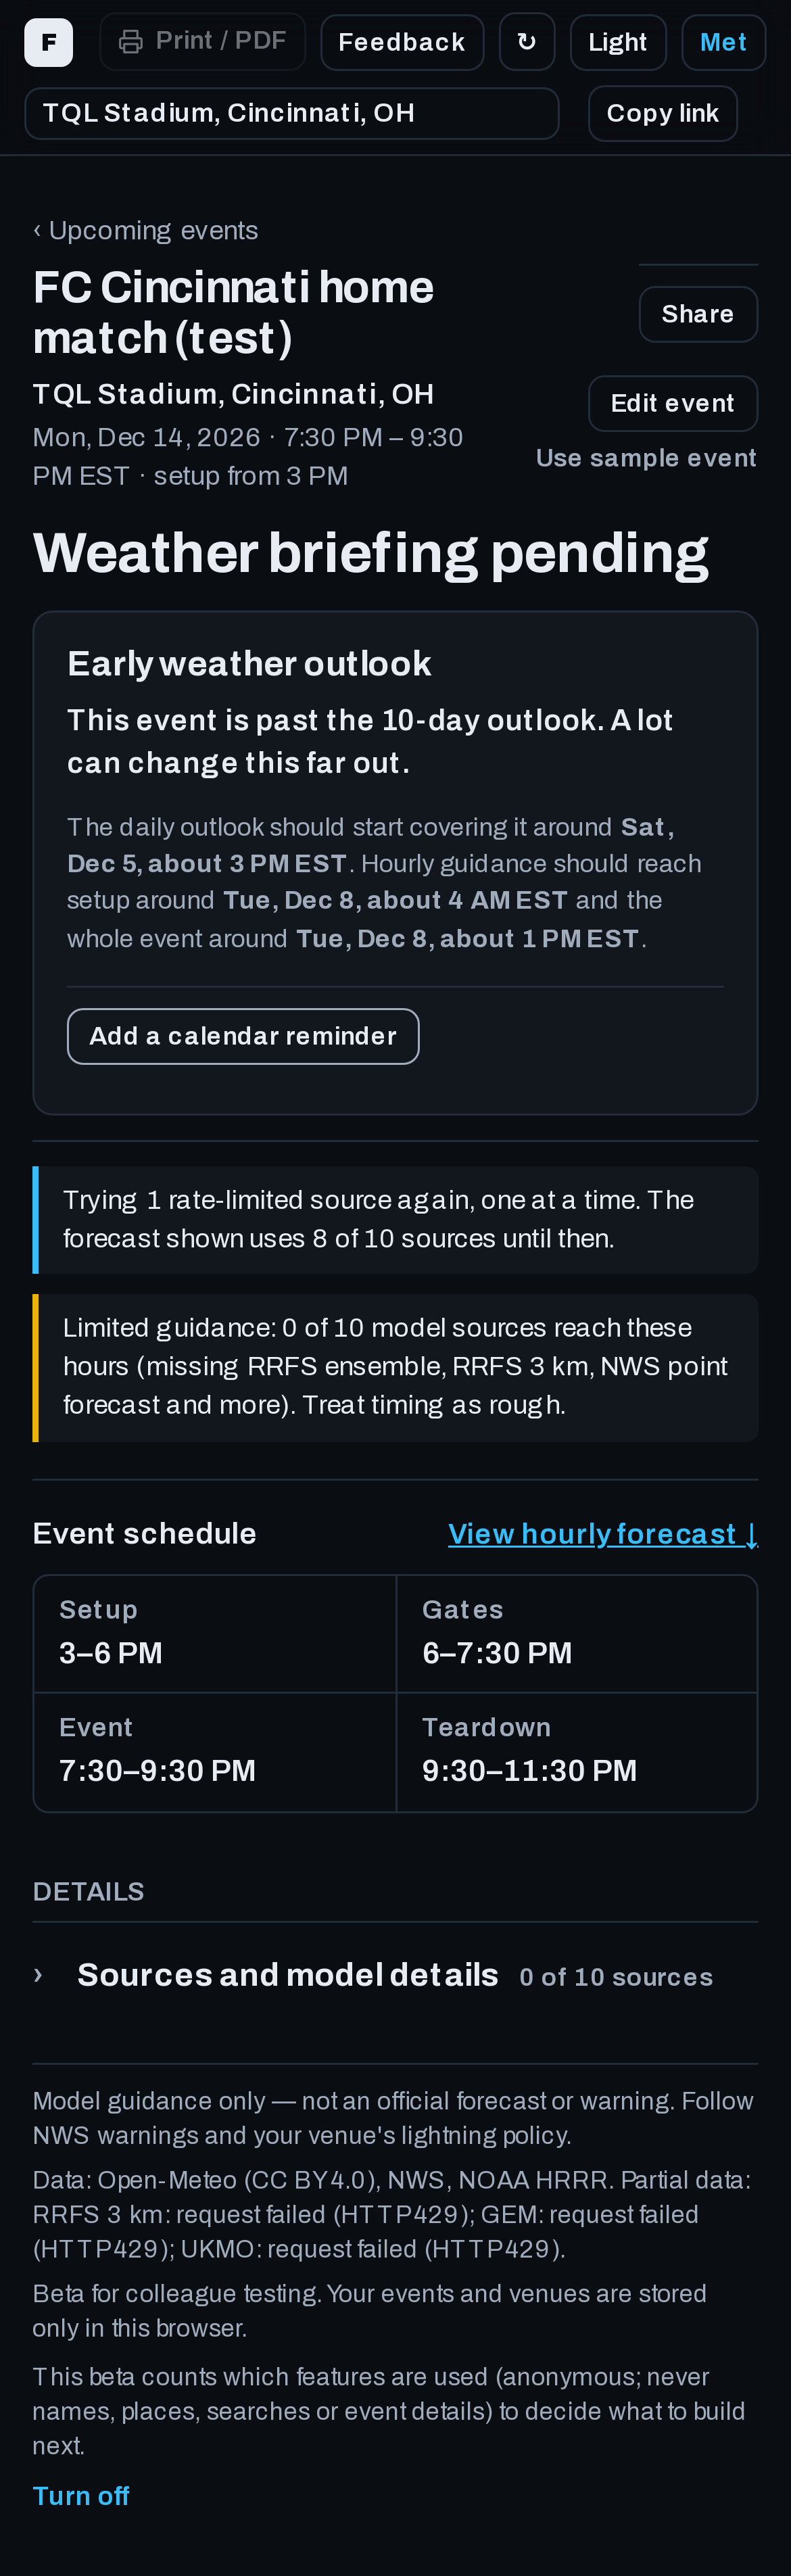 F Print / PDF Feedback ↻ Light Met
TQL Stadium, Cincinnati, OH Copy link
‹ Upcoming events
FC Cincinnati home
match (test)
Share
TQL Stadium, Cincinnati, OH
Edit event
Mon, Dec 14, 2026 · 7:30 PM – 9:30
PM EST · setup from 3 PM
Use sample event
Weather briefing pending
Early weather outlook
This event is past the 10-day outlook. A lot
can change this far out.
The daily outlook should start covering it around Sat,
Dec 5, about 3 PM EST. Hourly guidance should reach
setup around Tue, Dec 8, about 4 AM EST and the
whole event around Tue, Dec 8, about 1 PM EST.
Add a calendar reminder
Trying 1 rate-limited source again, one at a time. The
forecast shown uses 8 of 10 sources until then.
Limited guidance: 0 of 10 model sources reach these
hours (missing RRFS ensemble, RRFS 3 km, NWS point
forecast and more). Treat timing as rough.
Event schedule View hourly forecast ↓
Setup Gates
3–6 PM 6–7:30 PM
Event Teardown
7:30–9:30 PM 9:30–11:30 PM
DETAILS
› Sources and model details 0 of 10 sources
Model guidance only — not an official forecast or warning. Follow
NWS warnings and your venue's lightning policy.
Data: Open-Meteo (CC BY 4.0), NWS, NOAA HRRR. Partial data:
RRFS 3 km: request failed (HTTP 429); GEM: request failed
(HTTP 429); UKMO: request failed (HTTP 429).
Beta for colleague testing. Your events and venues are stored
only in this browser.
This beta counts which features are used (anonymous; never
names, places, searches or event details) to decide what to build
next.
Turn off